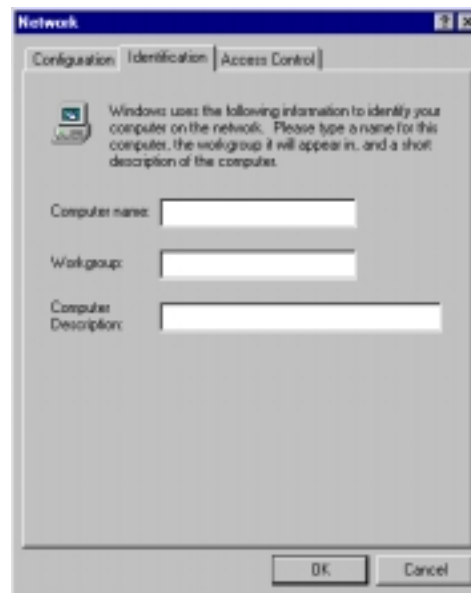 Network
Configuration Identification Access Control
Windows uses the following information to identify your
computer on the network. Please type a name for this
computer, the workgroup it will appear in, and a short
description of the computer.
Computer name:
Workgroup:
Computer
Description:
OK Cancel